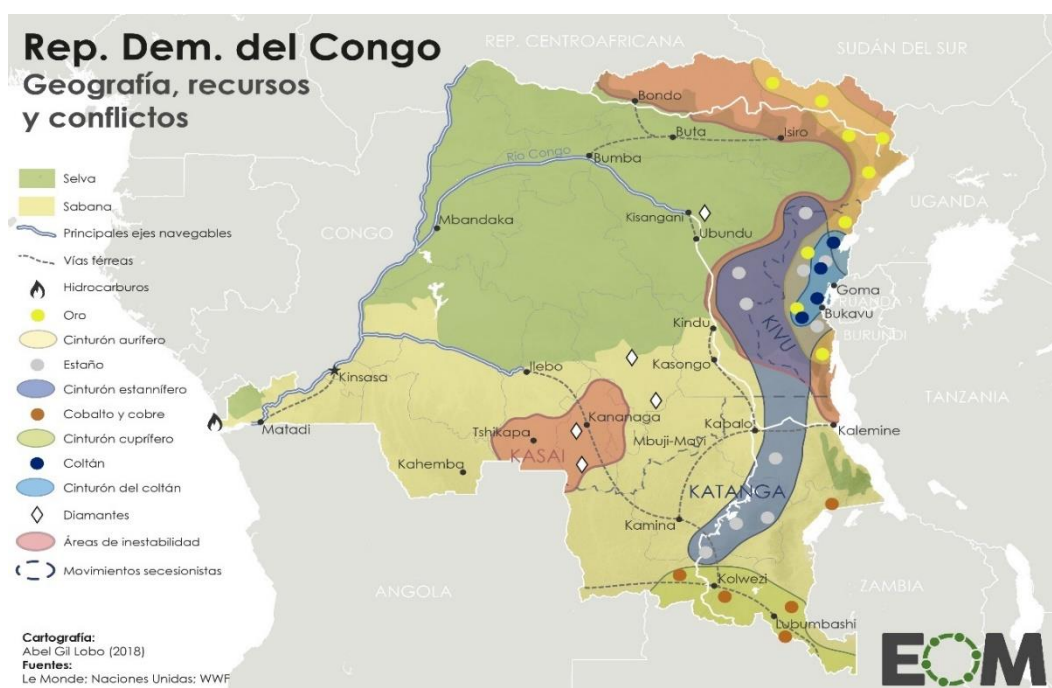 Rep. Dem. del Congo
Geografía, recursos
y conflictos
Selva
Sabana
Principales ejes navegables
Vías férreas
Hidrocarburos
Oro
Cinturón aurífero
Estaño
Cinturón estannífero
Cobalto y cobre
Cinturón cuprífero
Coltán
Cinturón del coltán
Diamantes
Áreas de inestabilidad
Movimientos secesionistas
Cartografía:
Abel Gil Lobo (2018)
Fuentes:
Le Monde; Naciones Unidas; WWF
REP. CENTROAFRICANA
SUDÁN DEL SUR
Bondo
Buta
Isiro
Río Congo
Bumba
UGANDA
Mbandaka
Kisangani
CONGO
Ubundu
Goma
RUANDA
Bukavu
KIVU
BURUNDI
Kindu
Kasongo
Ilebo
Kinsasa
TANZANIA
Matadi
Kananaga
Tshikapa
Mbuji-Mayi
Kabalo
Kalemine
KASAI
Kahemba
KATANGA
Kamina
ANGOLA
Kolwezi
ZAMBIA
Lubumbashi
EOM